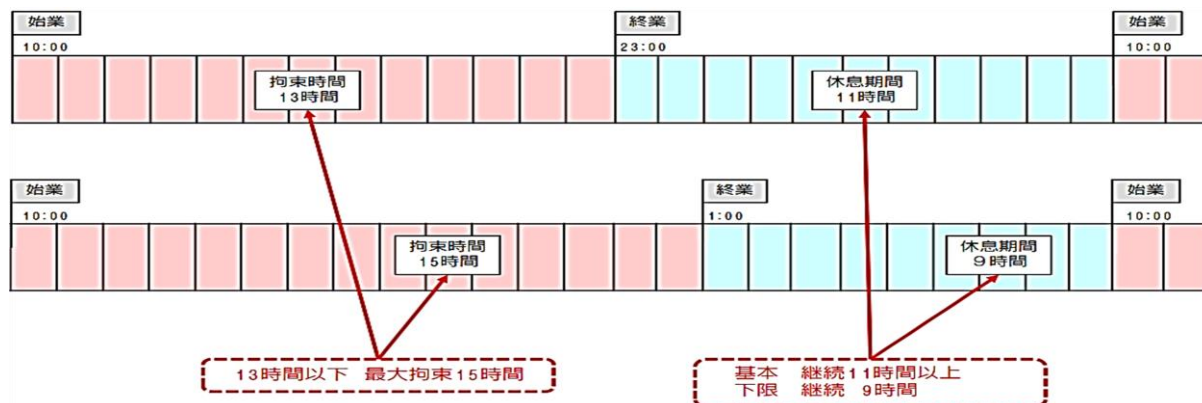 始業
終業
始業
10:00
23:00
10:00
拘束時間
13時間
休息期間
11時間
始業
終業
始業
10:00
1:00
10:00
拘束時間
15時間
休息期間
9時間
13時間以下 最大拘束15時間
基本 継続11時間以上
下限 継続 9時間